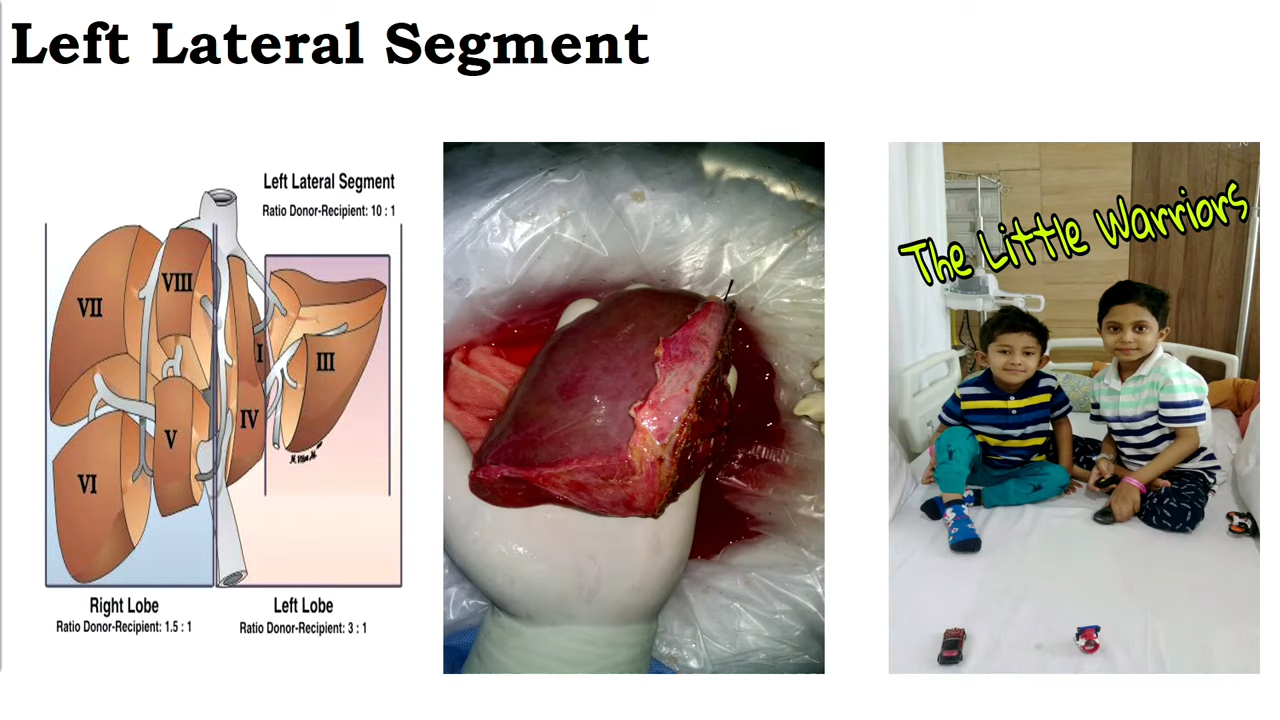 Left Lateral Segment
Left Lateral Segment
Ratio Donor-Recipient: 10 : 1
VII
VIII
I
III
IV
V
VI
Right Lobe
Ratio Donor-Recipient: 1.5 : 1
Left Lobe
Ratio Donor-Recipient: 3 : 1
The Little Warriors